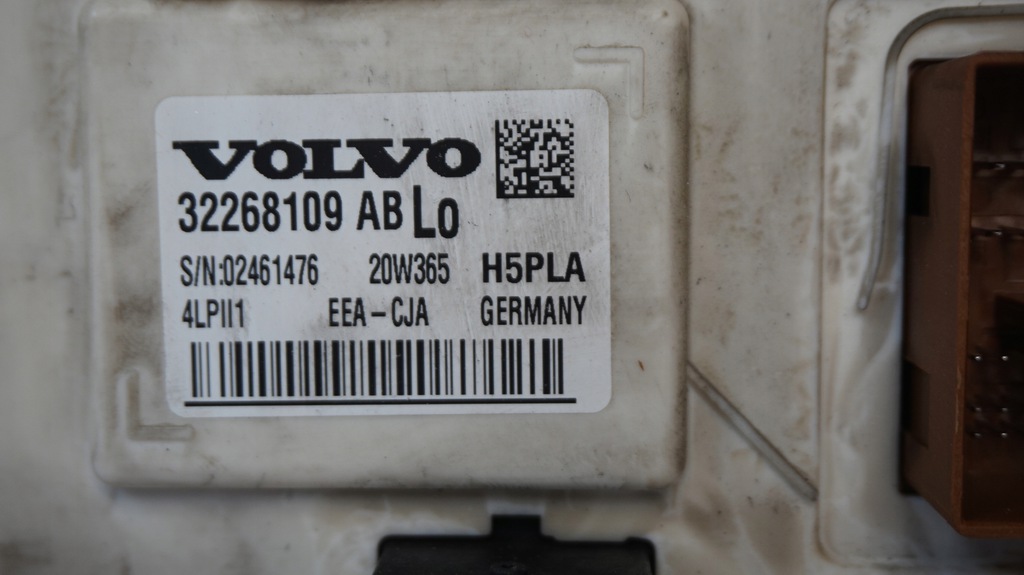 VOLVO
32268109 AB Lo
S/N:02461476 20W365 H5PLA
4LPII1 EEA-CJA GERMANY